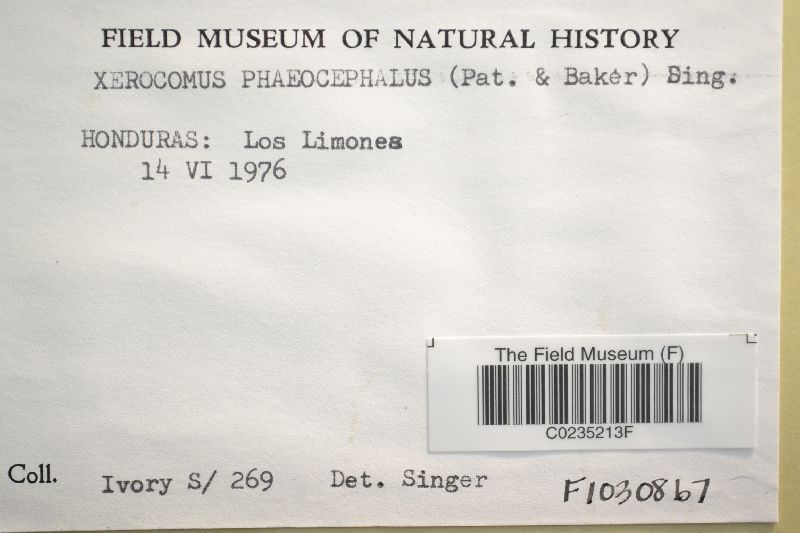 FIELD MUSEUM OF NATURAL HISTORY
XEROCOMUS PHAEOCEPHALUS (Pat. & Baker) Sing.
HONDURAS: Los Limones
14 VI 1976
The Field Museum (F)
C0235213F
Coll. Ivory S/ 269 Det. Singer F1030867